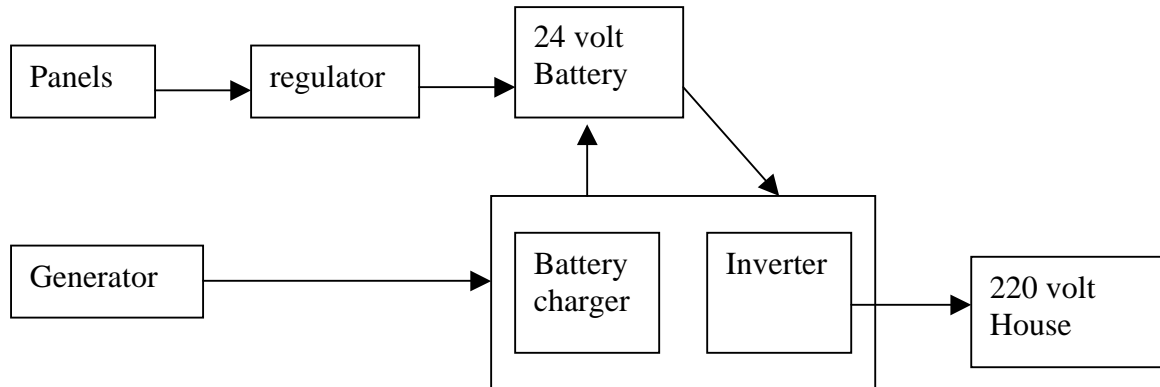 Panels
regulator
24 volt
Battery
Generator
Battery
charger
Inverter
220 volt
House